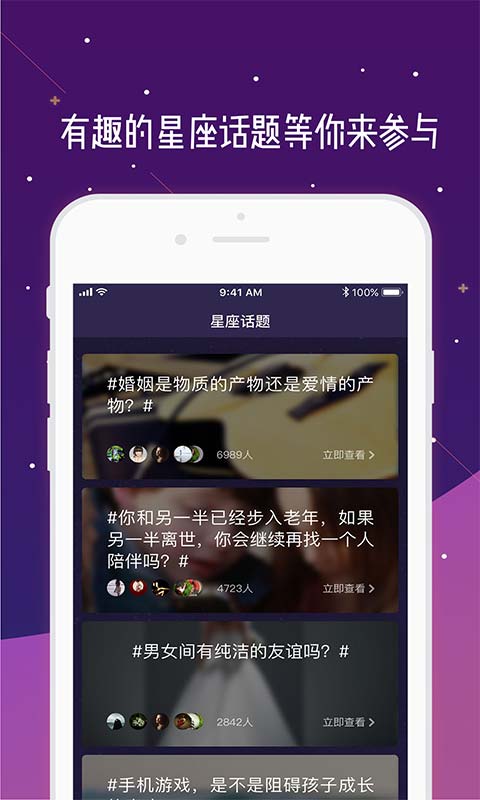 有趣的星座话题等你来参与
9:41 AM
100%
星座话题
#婚姻是物质的产物还是爱情的产
物？#
6989人
立即查看
#你和另一半已经步入老年，如果
另一半离世，你会继续再找一个人
陪伴吗？#
4723人
立即查看
#男女间有纯洁的友谊吗？#
2842人
立即查看
#手机游戏，是不是阻碍孩子成长